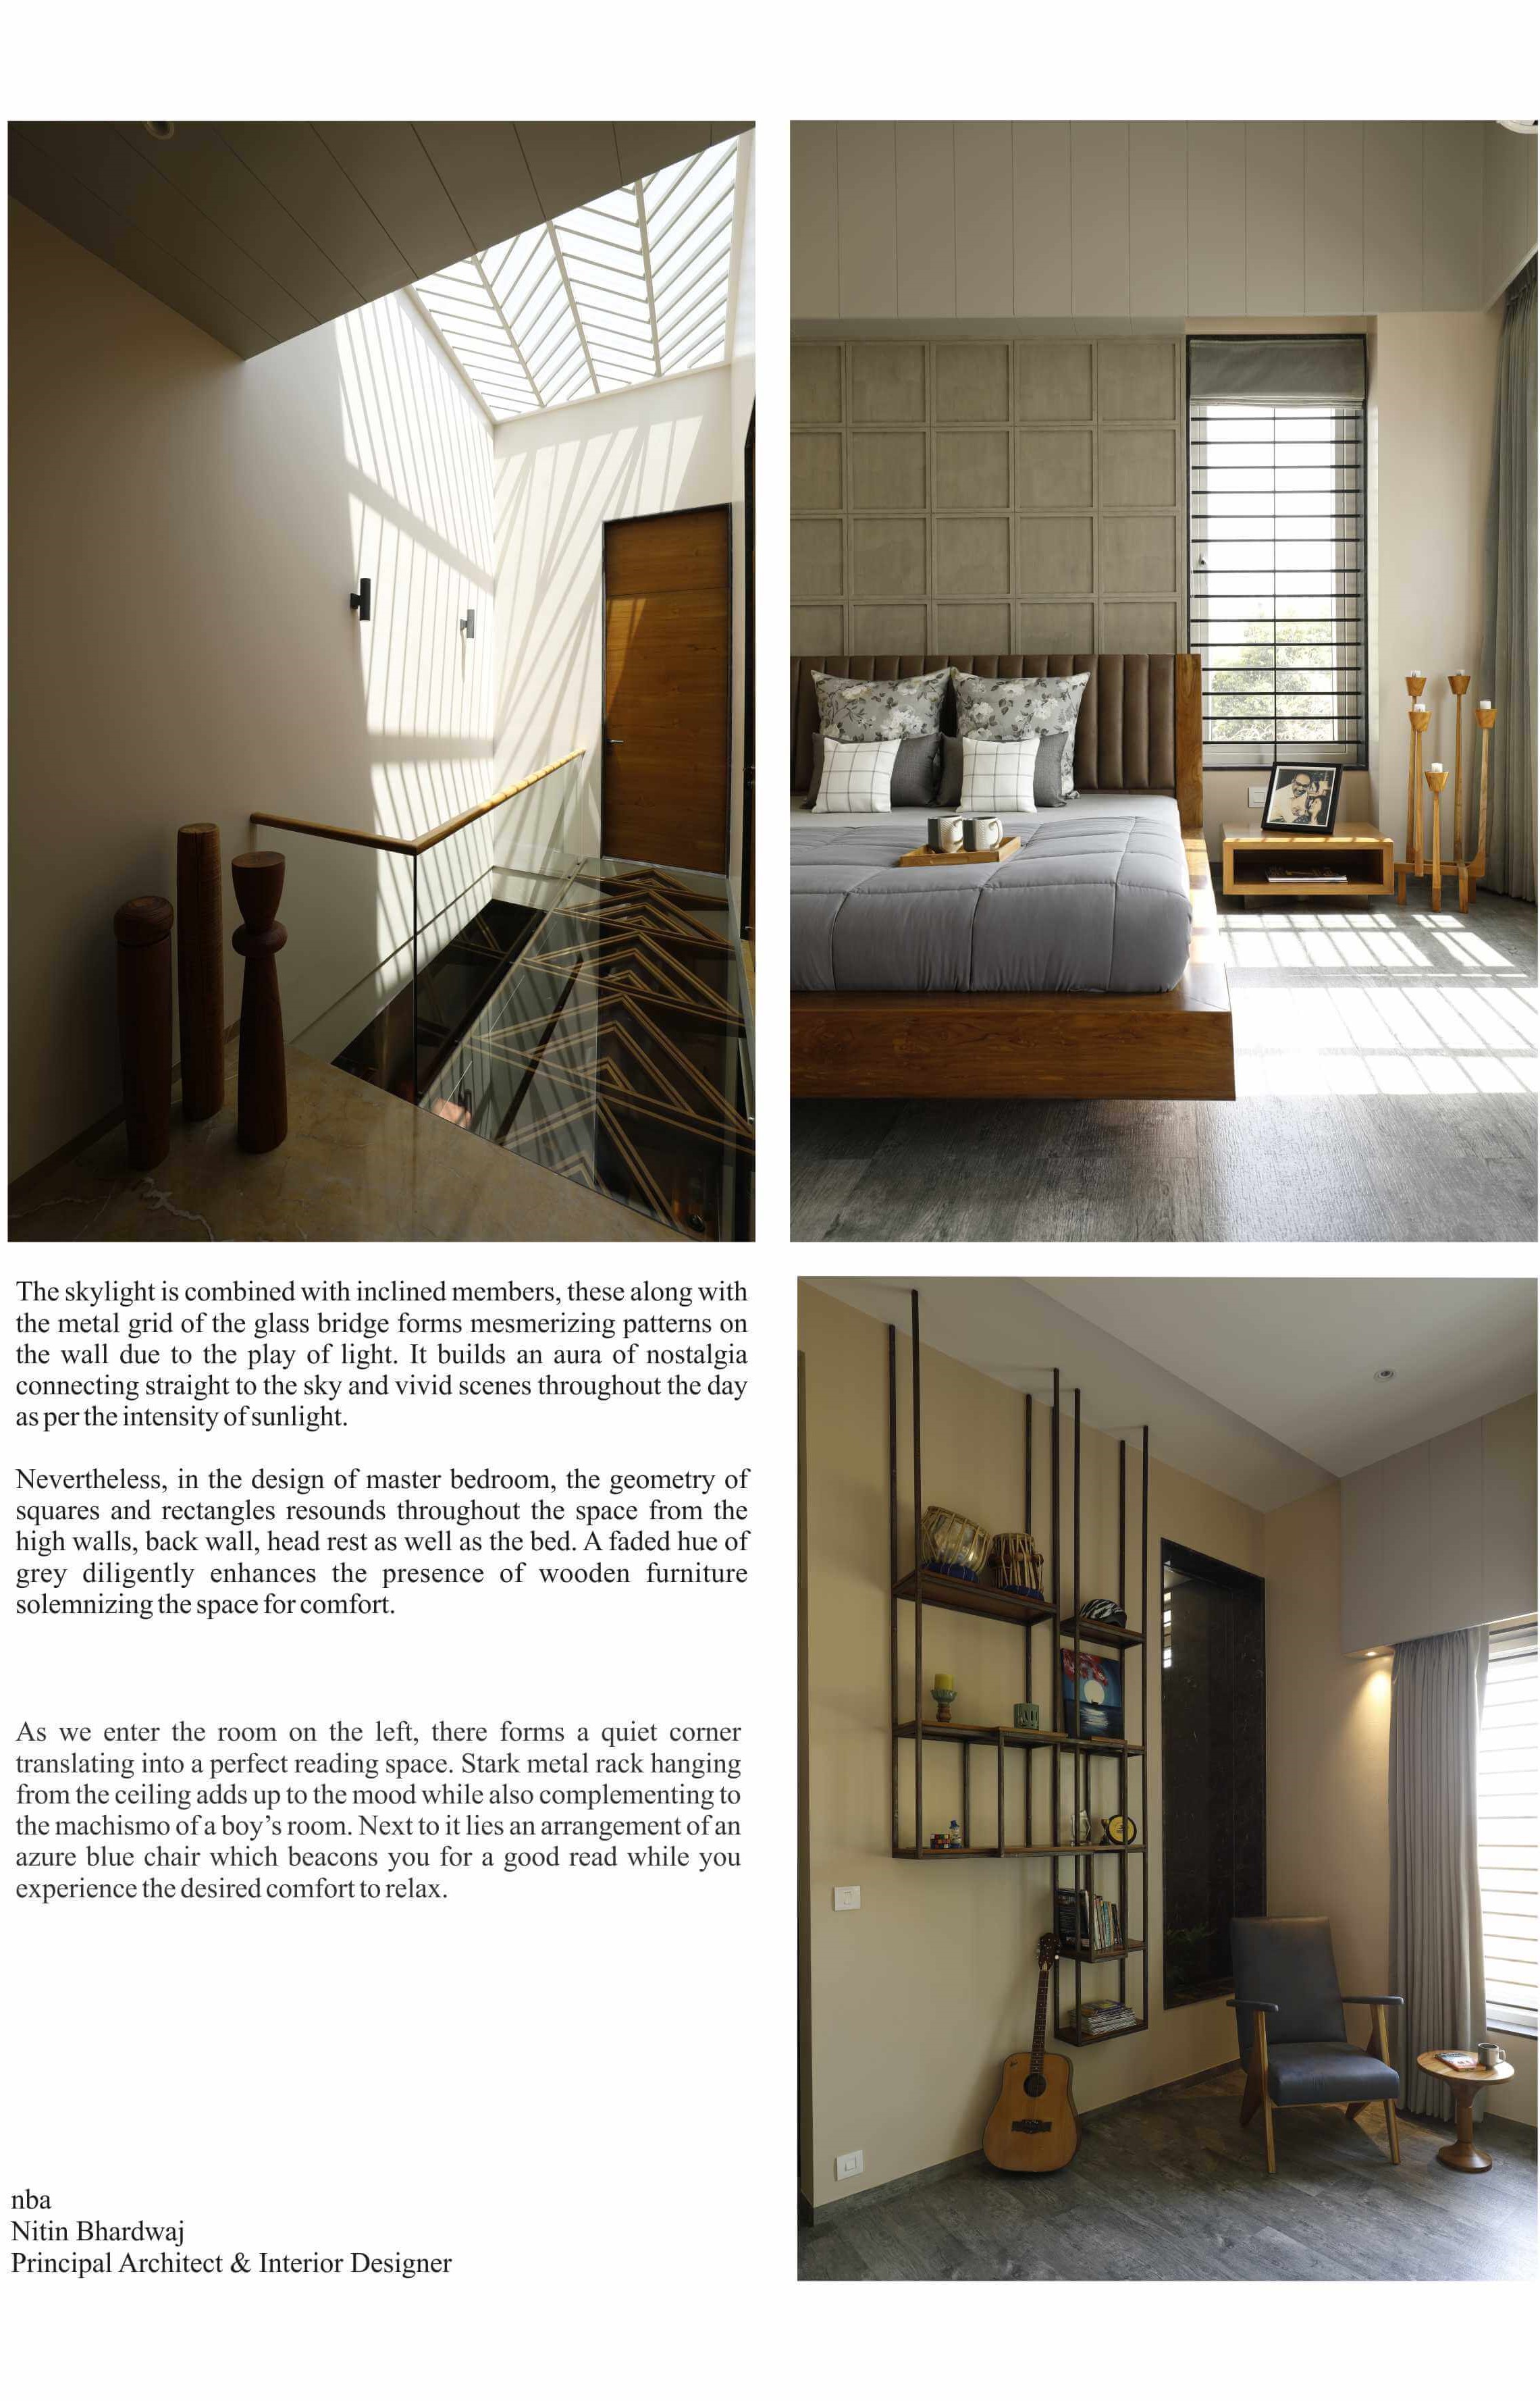 The skylight is combined with inclined members, these along with
the metal grid of the glass bridge forms mesmerizing patterns on
the wall due to the play of light. It builds an aura of nostalgia
connecting straight to the sky and vivid scenes throughout the day
as per the intensity of sunlight.
Nevertheless, in the design of master bedroom, the geometry of
squares and rectangles resounds throughout the space from the
high walls, back wall, head rest as well as the bed. A faded hue of
grey diligently enhances the presence of wooden furniture
solemnizing the space for comfort.
As we enter the room on the left, there forms a quiet corner
translating into a perfect reading space. Stark metal rack hanging
from the ceiling adds up to the mood while also complementing to
the machismo of a boy’s room. Next to it lies an arrangement of an
azure blue chair which beacons you for a good read while you
experience the desired comfort to relax.
nba
Nitin Bhardwaj
Principal Architect & Interior Designer